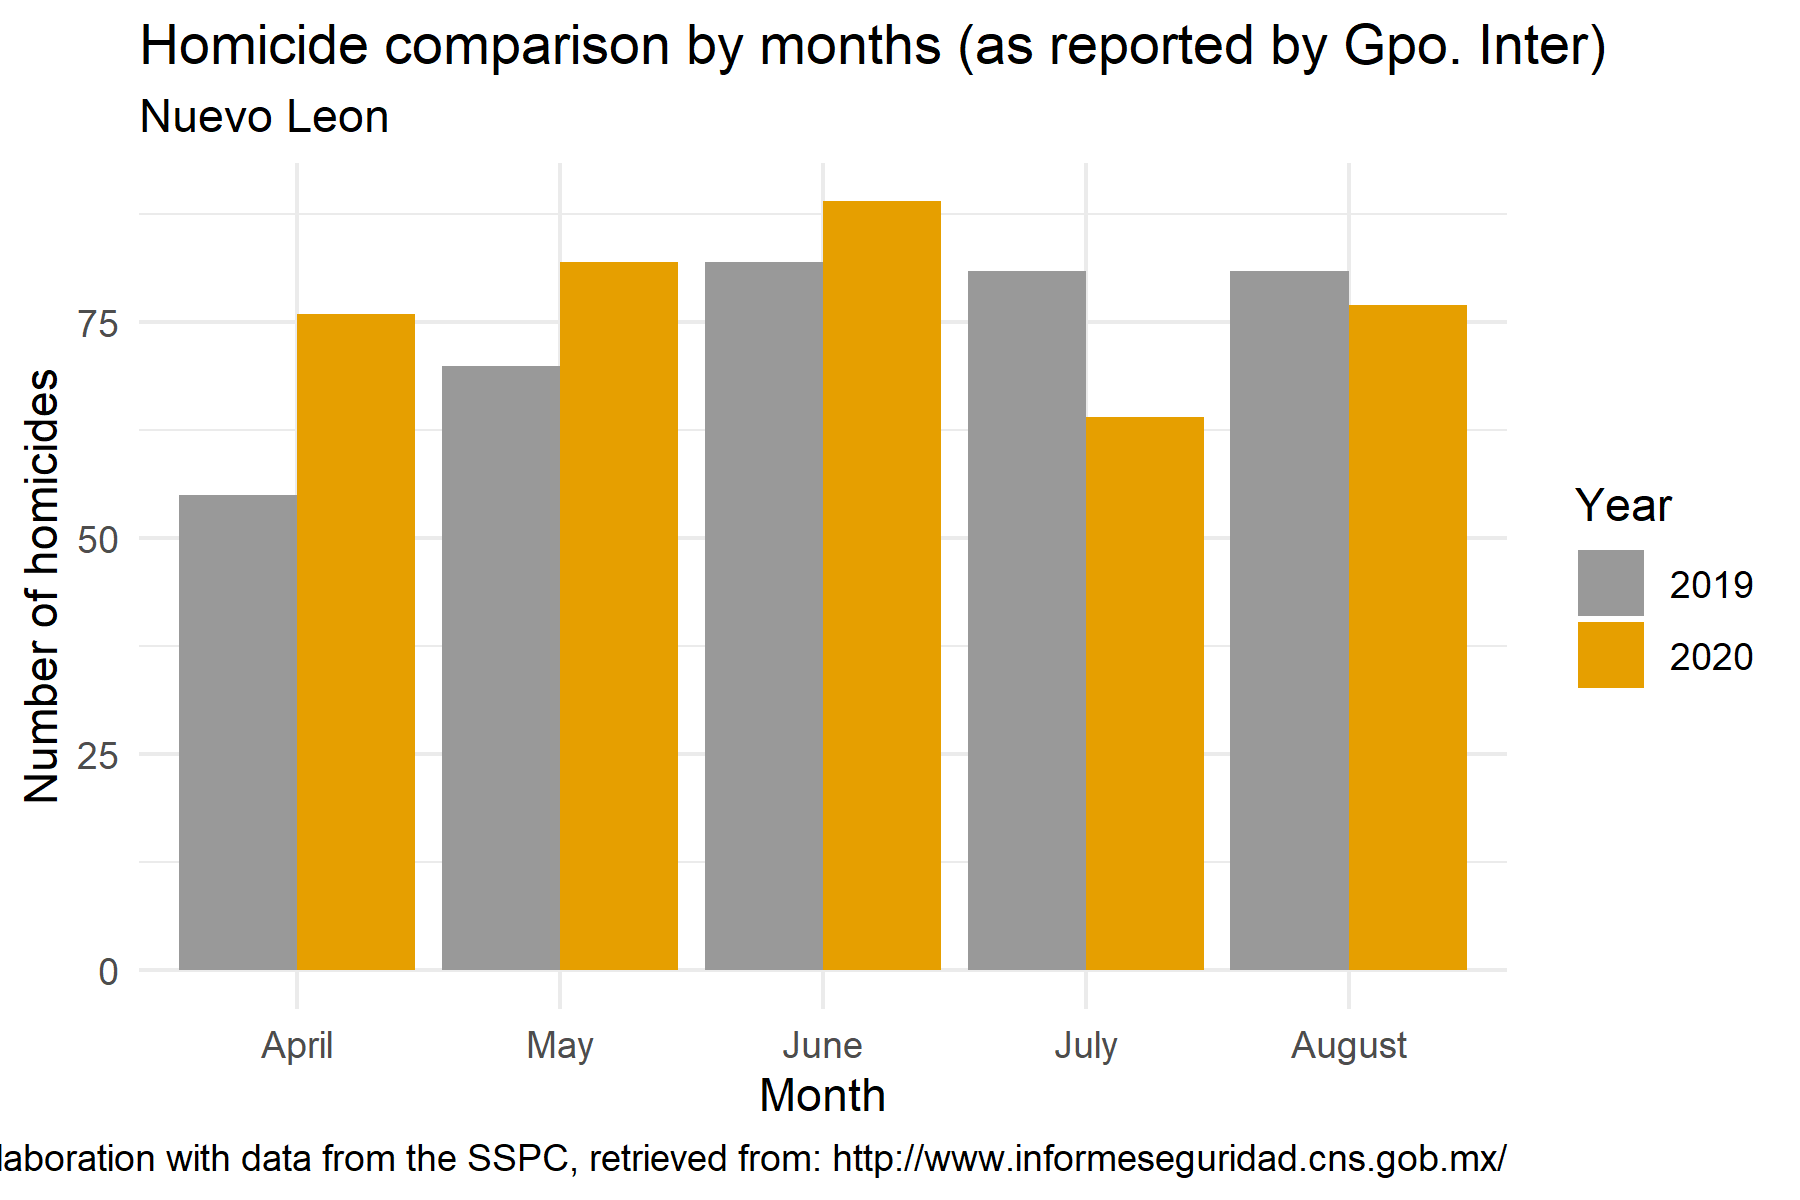 Homicide comparison by months (as reported by Gpo. Inter)
Nuevo Leon
Number of homicides
75
50
25
0
April May June July August
Month
Year
2019
2020
with data from the SSPC, retrieved from: http://www.informeseguridad.cns.gob.mx/